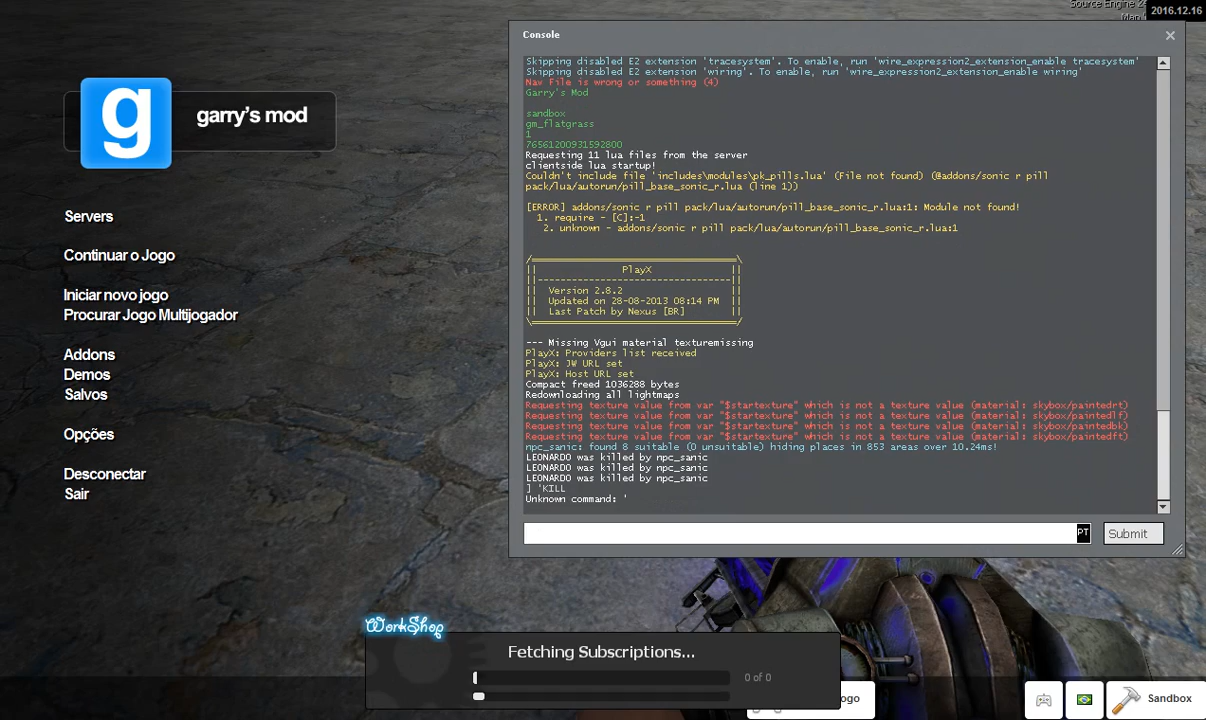 Source Engine 2
Map
2016.12.16
g
garry's mod
Servers
Continuar o Jogo
Iniciar novo jogo
Procurar Jogo Multijogador
Addons
Demos
Salvos
Opções
Desconectar
Sair
Console
Skipping disabled E2 extension 'tracesystem'. To enable, run 'wire_expression2_extension_enable tracesystem'
Skipping disabled E2 extension 'wiring'. To enable, run 'wire_expression2_extension_enable wiring'
Nav File is wrong or something (4)
Garry's Mod
sandbox
gm_flatgrass
1
76561200931592800
Requesting 11 lua files from the server
clientside lua startup!
Couldn't include file 'includes\modules\pk_pills.lua' (File not found) (@addons/sonic r pill
pack/lua/autorun/pill_base_sonic_r.lua (line 1))
[ERROR] addons/sonic r pill pack/lua/autorun/pill_base_sonic_r.lua:1: Module not found!
1. require - [C]:-1
2. unknown - addons/sonic r pill pack/lua/autorun/pill_base_sonic_r.lua:1
/==================================\
|| PlayX ||
||----------------------------------||
|| Version 2.8.2 ||
|| Updated on 28-08-2013 08:14 PM ||
|| Last Patch by Nexus [BR] ||
\==================================/
--- Missing Vgui material texturemissing
PlayX: Providers list received
PlayX: JW URL set
PlayX: Host URL set
Compact freed 1036288 bytes
Redownloading all lightmaps
Requesting texture value from var "$startexture" which is not a texture value (material: skybox/paintedrt)
Requesting texture value from var "$startexture" which is not a texture value (material: skybox/paintedlf)
Requesting texture value from var "$startexture" which is not a texture value (material: skybox/paintedbk)
Requesting texture value from var "$startexture" which is not a texture value (material: skybox/paintedft)
npc_sanic: found 8 suitable (0 unsuitable) hiding places in 853 areas over 10.24ms!
LEONARDO was killed by npc_sanic
LEONARDO was killed by npc_sanic
LEONARDO was killed by npc_sanic
] 'KILL
Unknown command: '
PT
Submit
WorkShop
Fetching Subscriptions...
0 of 0
ogo
Sandbox